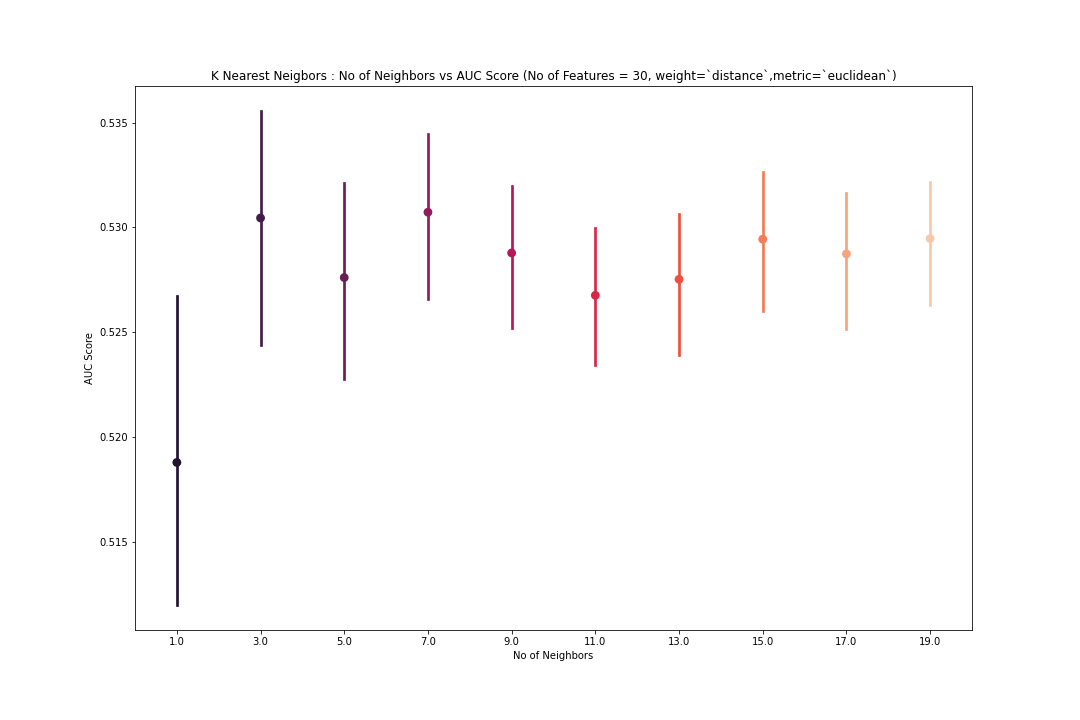 K Nearest Neigbors : No of Neighbors vs AUC Score (No of Features = 30, weight=`distance`,metric=`euclidean`)
0.535
0.530
0.525
0.520
0.515
AUC Score
1.0 3.0 5.0 7.0 9.0 11.0 13.0 15.0 17.0 19.0
No of Neighbors